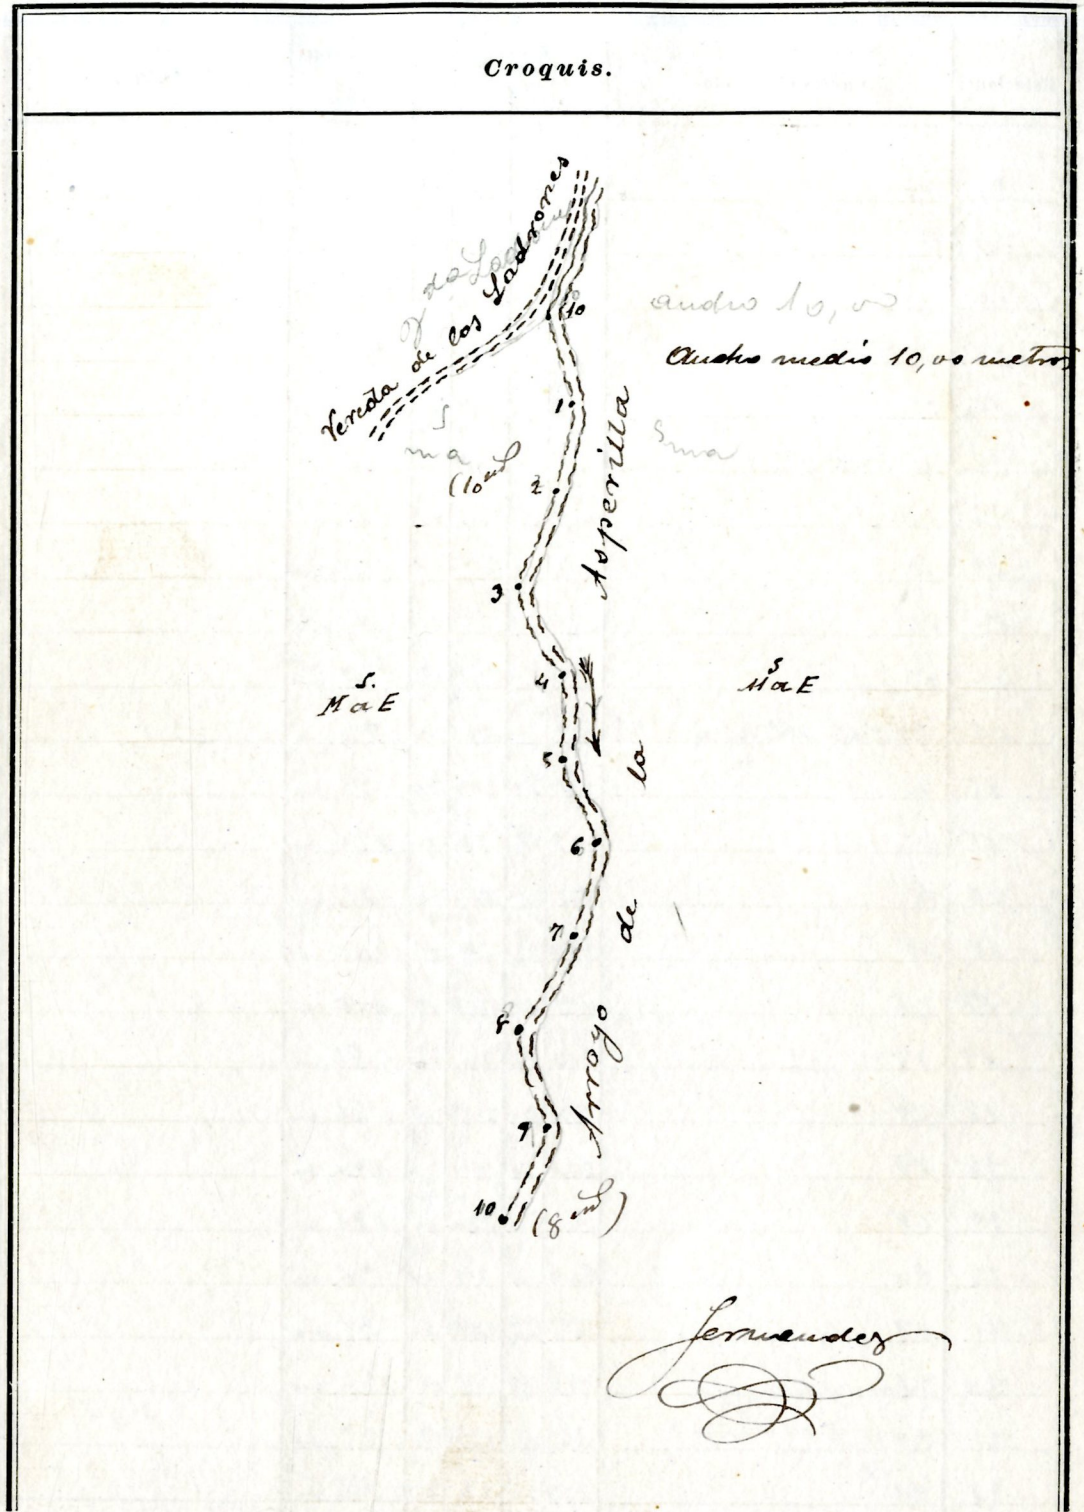 Croquis.
Vereda de los Ladrones
ancho 10,00
Ancho medio 10,00 metros
1
(10 m)
2
3
4
S.
M a E
S
M a E
5
6
7
8
9
10
(8 m)
Arroyo de la Asperilla
Fernandez